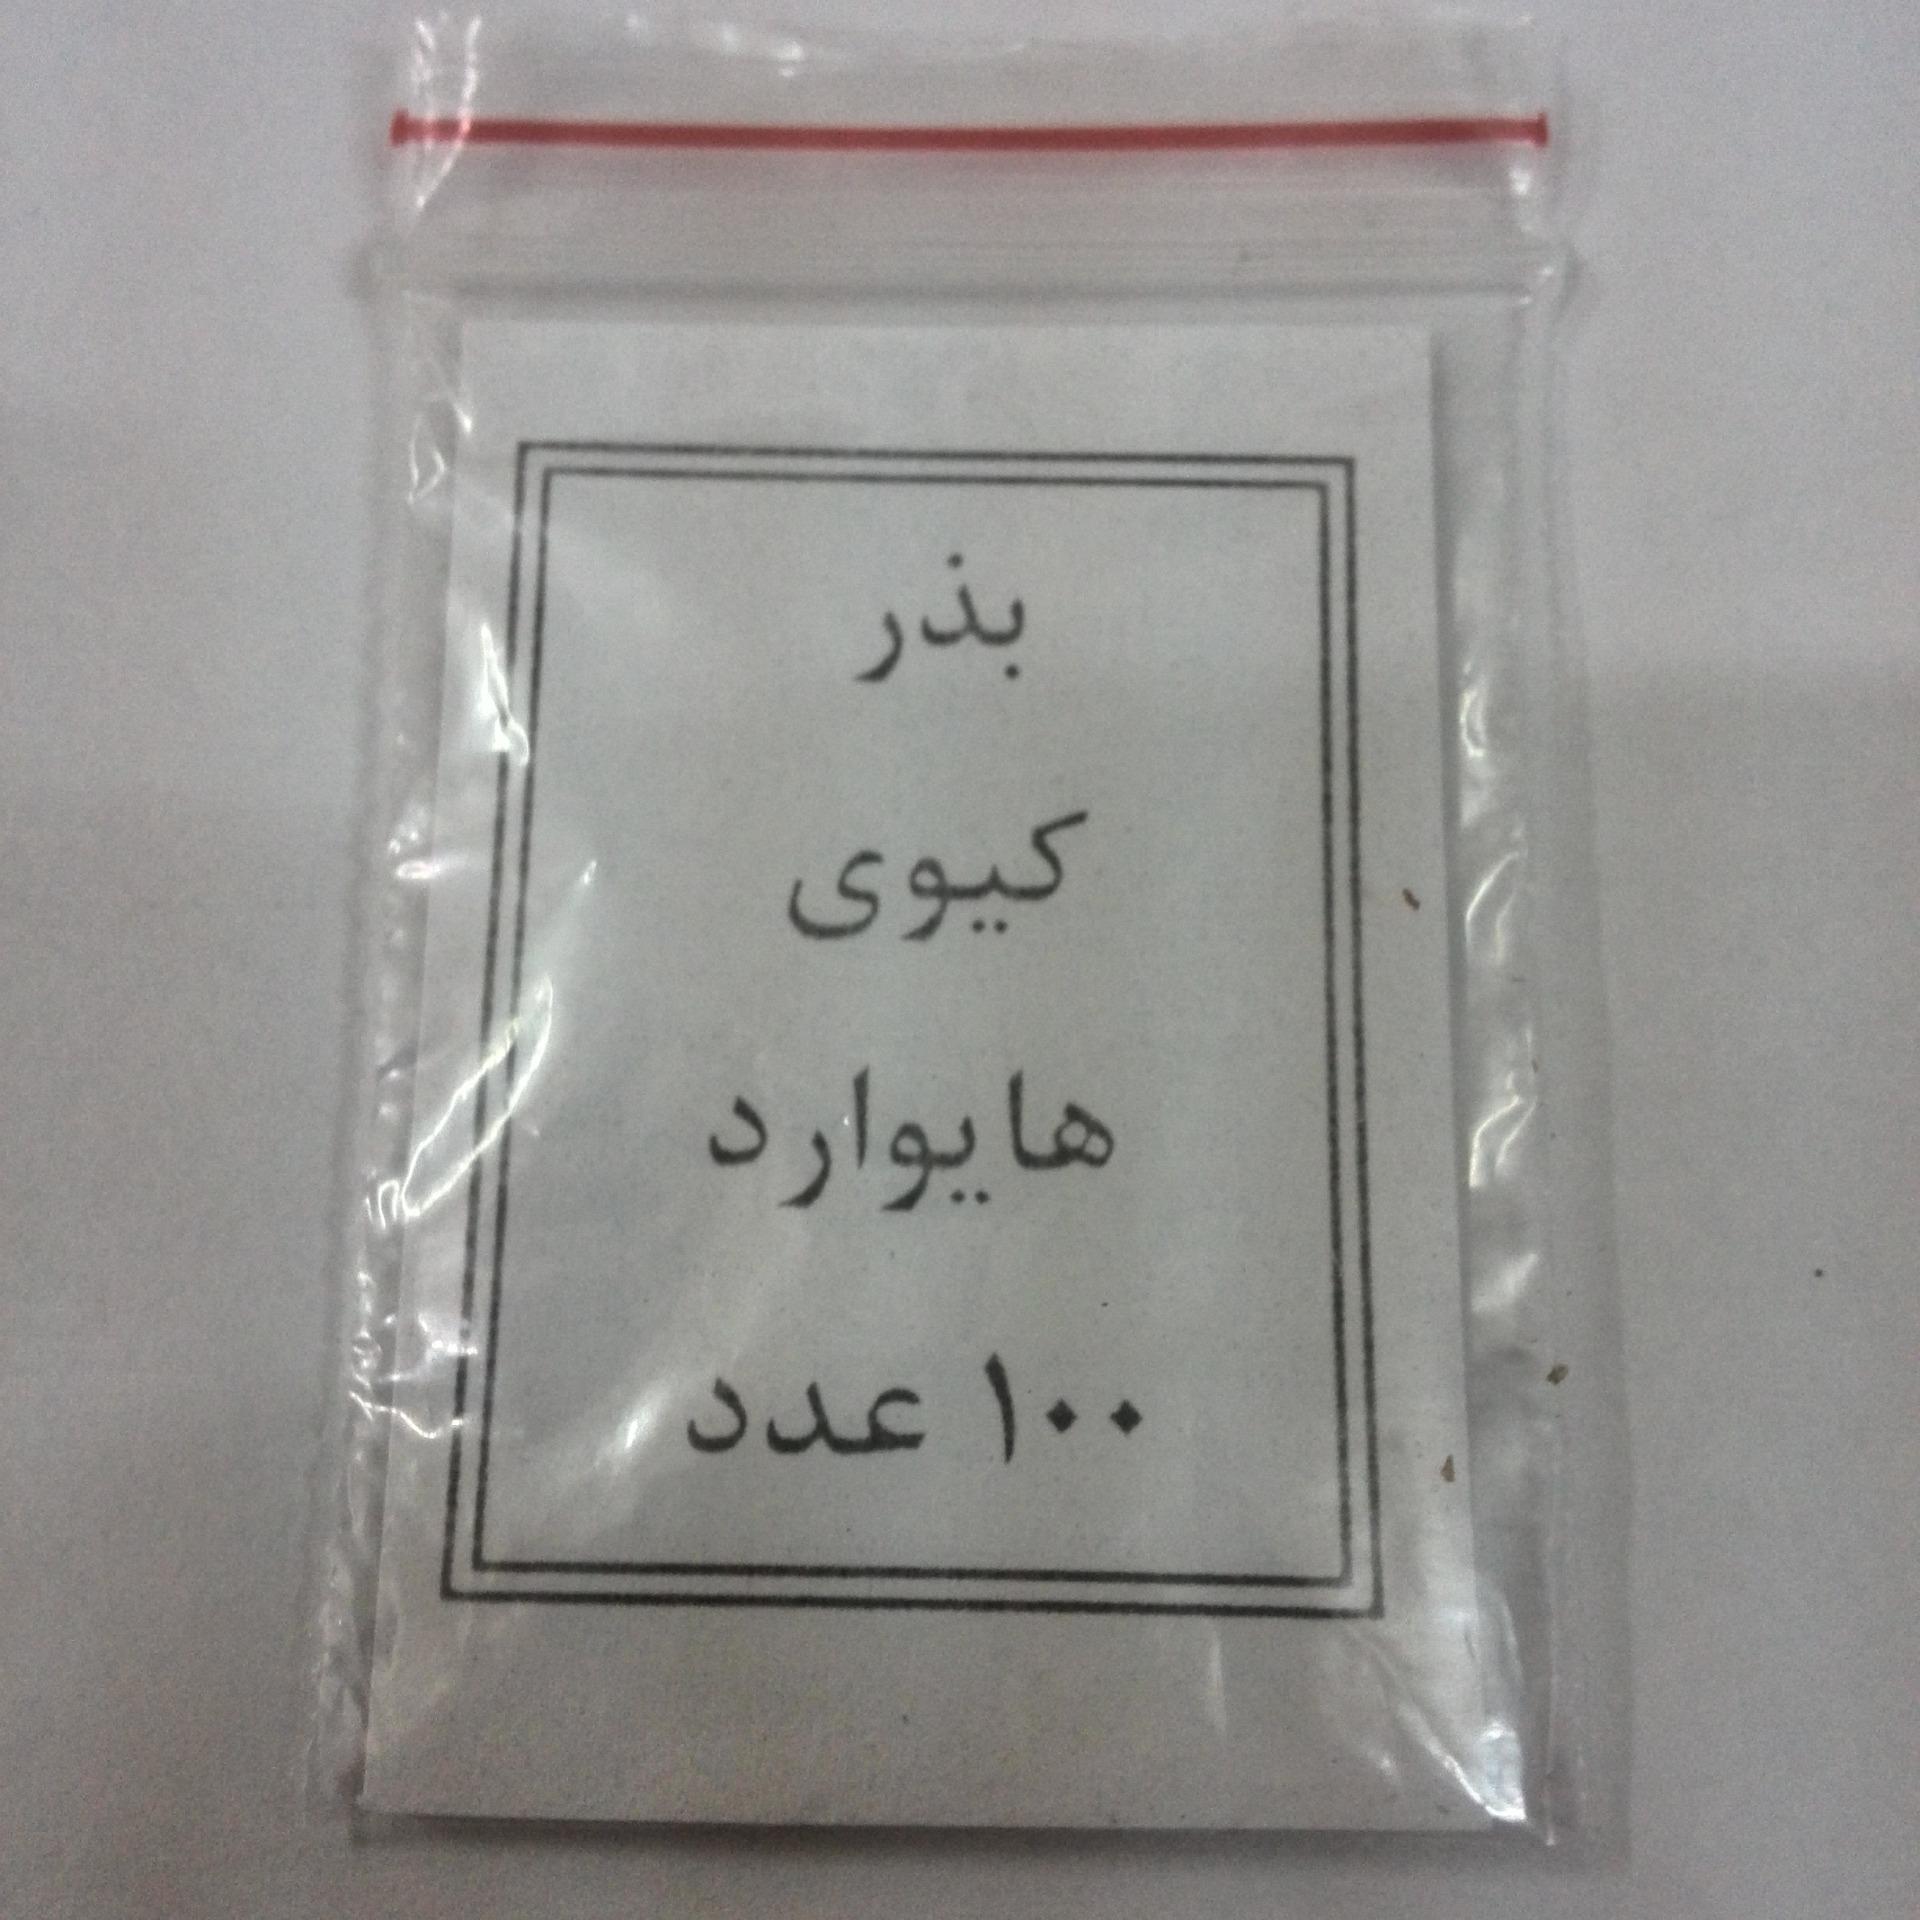 بذر
کیوی
هایوارد
۱۰۰ عدد